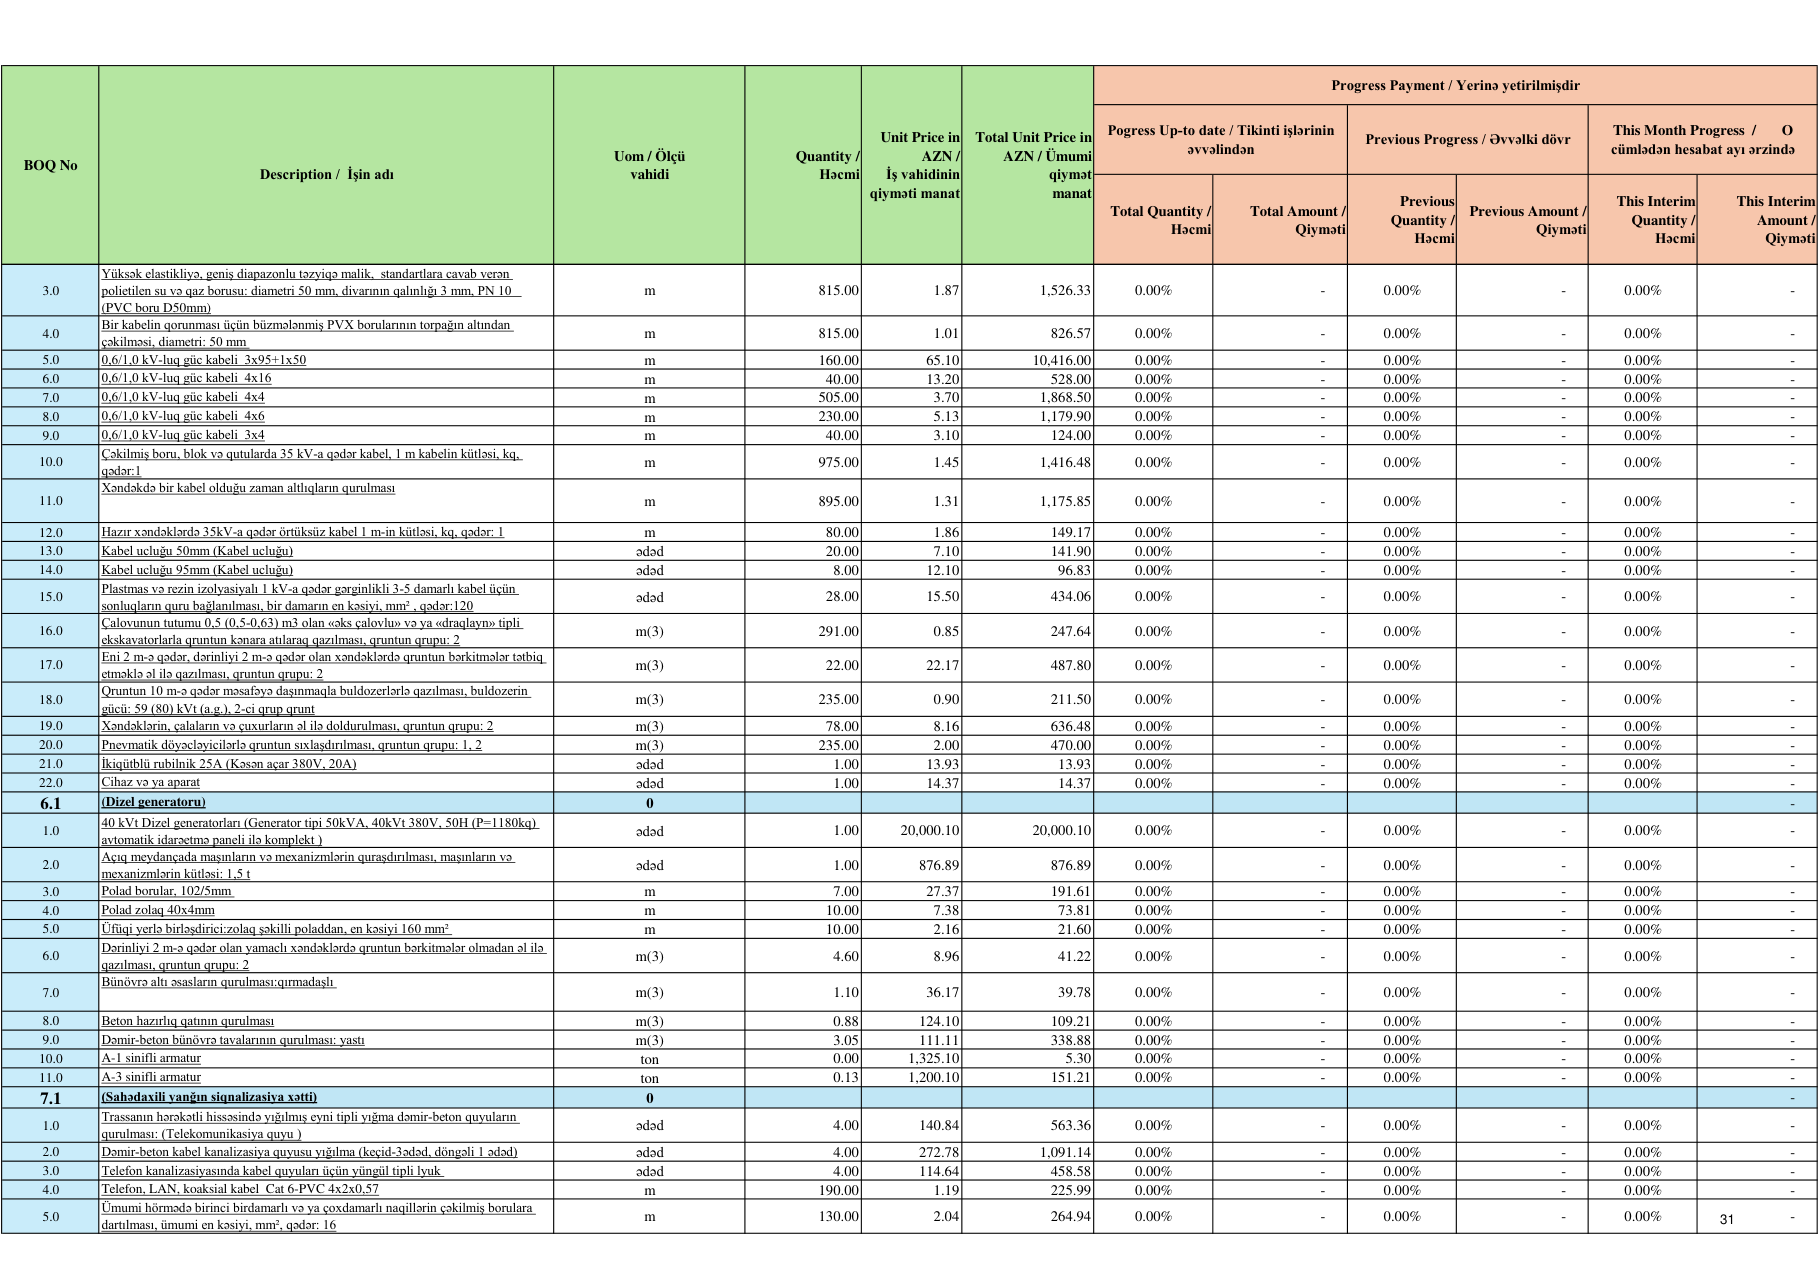 BOQ No | Description / İşin adı | Uom / Ölçü vahidi | Quantity / Həcmi | Unit Price in AZN / İş vahidinin qiyməti manat | Total Unit Price in AZN / Ümumi qiymət manat | Progress Payment / Yerinə yetirilmişdir
Pogress Up-to date / Tikinti işlərinin əvvəlindən | Previous Progress / Əvvəlki dövr | This Month Progress / O cümlədən hesabat ayı ərzində
Total Quantity / Həcmi | Total Amount / Qiyməti | Previous Quantity / Həcmi | Previous Amount / Qiyməti | This Interim Quantity / Həcmi | This Interim Amount / Qiyməti
3.0 | Yüksək elastikliyə, geniş diapazonlu təzyiqə malik, standartlara cavab verən polietilen su və qaz borusu: diametri 50 mm, divarının qalınlığı 3 mm, PN 10 (PVC boru D50mm) | m | 815.00 | 1.87 | 1,526.33 | 0.00% | - | 0.00% | - | 0.00% | -
4.0 | Bir kabelin qorunması üçün büzmələnmiş PVX borularının torpağın altından çəkilməsi, diametri: 50 mm | m | 815.00 | 1.01 | 826.57 | 0.00% | - | 0.00% | - | 0.00% | -
5.0 | 0,6/1,0 kV-luq güc kabeli 3x95+1x50 | m | 160.00 | 65.10 | 10,416.00 | 0.00% | - | 0.00% | - | 0.00% | -
6.0 | 0,6/1,0 kV-luq güc kabeli 4x16 | m | 40.00 | 13.20 | 528.00 | 0.00% | - | 0.00% | - | 0.00% | -
7.0 | 0,6/1,0 kV-luq güc kabeli 4x4 | m | 505.00 | 3.70 | 1,868.50 | 0.00% | - | 0.00% | - | 0.00% | -
8.0 | 0,6/1,0 kV-luq güc kabeli 4x6 | m | 230.00 | 5.13 | 1,179.90 | 0.00% | - | 0.00% | - | 0.00% | -
9.0 | 0,6/1,0 kV-luq güc kabeli 3x4 | m | 40.00 | 3.10 | 124.00 | 0.00% | - | 0.00% | - | 0.00% | -
10.0 | Çəkilmiş boru, blok və qutularda 35 kV-a qədər kabel, 1 m kabelin kütləsi, kq, qədər:1 | m | 975.00 | 1.45 | 1,416.48 | 0.00% | - | 0.00% | - | 0.00% | -
11.0 | Xəndəkdə bir kabel olduğu zaman altlıqların qurulması | m | 895.00 | 1.31 | 1,175.85 | 0.00% | - | 0.00% | - | 0.00% | -
12.0 | Hazır xəndəklərdə 35kV-a qədər örtüksüz kabel 1 m-in kütləsi, kq, qədər: 1 | m | 80.00 | 1.86 | 149.17 | 0.00% | - | 0.00% | - | 0.00% | -
13.0 | Kabel ucluğu 50mm (Kabel ucluğu) | ədəd | 20.00 | 7.10 | 141.90 | 0.00% | - | 0.00% | - | 0.00% | -
14.0 | Kabel ucluğu 95mm (Kabel ucluğu) | ədəd | 8.00 | 12.10 | 96.83 | 0.00% | - | 0.00% | - | 0.00% | -
15.0 | Plastmas və rezin izolyasiyalı 1 kV-a qədər gərginlikli 3-5 damarlı kabel üçün sonluqların quru bağlanılması, bir damarın en kəsiyi, mm² , qədər:120 | ədəd | 28.00 | 15.50 | 434.06 | 0.00% | - | 0.00% | - | 0.00% | -
16.0 | Çalovunun tutumu 0,5 (0,5-0,63) m3 olan «əks çalovlu» və ya «draqlayn» tipli ekskavatorlarla qruntun kənara atılaraq qazılması, qruntun qrupu: 2 | m(3) | 291.00 | 0.85 | 247.64 | 0.00% | - | 0.00% | - | 0.00% | -
17.0 | Eni 2 m-ə qədər, dərinliyi 2 m-ə qədər olan xəndəklərdə qruntun bərkitmələr tətbiq etməklə əl ilə qazılması, qruntun qrupu: 2 | m(3) | 22.00 | 22.17 | 487.80 | 0.00% | - | 0.00% | - | 0.00% | -
18.0 | Qruntun 10 m-ə qədər məsafəyə daşınmaqla buldozerlərlə qazılması, buldozerin gücü: 59 (80) kVt (a.g.), 2-ci qrup qrunt | m(3) | 235.00 | 0.90 | 211.50 | 0.00% | - | 0.00% | - | 0.00% | -
19.0 | Xəndəklərin, çalaların və çuxurların əl ilə doldurulması, qruntun qrupu: 2 | m(3) | 78.00 | 8.16 | 636.48 | 0.00% | - | 0.00% | - | 0.00% | -
20.0 | Pnevmatik döyəcləyicilərlə qruntun sıxlaşdırılması, qruntun qrupu: 1, 2 | m(3) | 235.00 | 2.00 | 470.00 | 0.00% | - | 0.00% | - | 0.00% | -
21.0 | İkiqütblü rubilnik 25A (Kəsən açar 380V, 20A) | ədəd | 1.00 | 13.93 | 13.93 | 0.00% | - | 0.00% | - | 0.00% | -
22.0 | Cihaz və ya aparat | ədəd | 1.00 | 14.37 | 14.37 | 0.00% | - | 0.00% | - | 0.00% | -
6.1 | (Dizel generatoru) | 0 | -
1.0 | 40 kVt Dizel generatorları (Generator tipi 50kVA, 40kVt 380V, 50H (P=1180kq) avtomatik idarəetmə paneli ilə komplekt ) | ədəd | 1.00 | 20,000.10 | 20,000.10 | 0.00% | - | 0.00% | - | 0.00% | -
2.0 | Açıq meydançada maşınların və mexanizmlərin quraşdırılması, maşınların və mexanizmlərin kütləsi: 1,5 t | ədəd | 1.00 | 876.89 | 876.89 | 0.00% | - | 0.00% | - | 0.00% | -
3.0 | Polad borular, 102/5mm | m | 7.00 | 27.37 | 191.61 | 0.00% | - | 0.00% | - | 0.00% | -
4.0 | Polad zolaq 40x4mm | m | 10.00 | 7.38 | 73.81 | 0.00% | - | 0.00% | - | 0.00% | -
5.0 | Üfüqi yerlə birləşdirici:zolaq şəkilli poladdan, en kəsiyi 160 mm² | m | 10.00 | 2.16 | 21.60 | 0.00% | - | 0.00% | - | 0.00% | -
6.0 | Dərinliyi 2 m-ə qədər olan yamaclı xəndəklərdə qruntun bərkitmələr olmadan əl ilə qazılması, qruntun qrupu: 2 | m(3) | 4.60 | 8.96 | 41.22 | 0.00% | - | 0.00% | - | 0.00% | -
7.0 | Bünövrə altı əsasların qurulması:qırmadaşlı | m(3) | 1.10 | 36.17 | 39.78 | 0.00% | - | 0.00% | - | 0.00% | -
8.0 | Beton hazırlıq qatının qurulması | m(3) | 0.88 | 124.10 | 109.21 | 0.00% | - | 0.00% | - | 0.00% | -
9.0 | Dəmir-beton bünövrə tavalarının qurulması: yastı | m(3) | 3.05 | 111.11 | 338.88 | 0.00% | - | 0.00% | - | 0.00% | -
10.0 | A-1 sinifli armatur | ton | 0.00 | 1,325.10 | 5.30 | 0.00% | - | 0.00% | - | 0.00% | -
11.0 | A-3 sinifli armatur | ton | 0.13 | 1,200.10 | 151.21 | 0.00% | - | 0.00% | - | 0.00% | -
7.1 | (Sahədaxili yanğın siqnalizasiya xətti) | 0 | -
1.0 | Trassanın hərəkətli hissəsində yığılmış eyni tipli yığma dəmir-beton quyuların qurulması: (Telekomunikasiya quyu ) | ədəd | 4.00 | 140.84 | 563.36 | 0.00% | - | 0.00% | - | 0.00% | -
2.0 | Dəmir-beton kabel kanalizasiya quyusu yığılma (keçid-3ədəd, döngəli 1 ədəd) | ədəd | 4.00 | 272.78 | 1,091.14 | 0.00% | - | 0.00% | - | 0.00% | -
3.0 | Telefon kanalizasiyasında kabel quyuları üçün yüngül tipli lyuk | ədəd | 4.00 | 114.64 | 458.58 | 0.00% | - | 0.00% | - | 0.00% | -
4.0 | Telefon, LAN, koaksial kabel Cat 6-PVC 4x2x0,57 | m | 190.00 | 1.19 | 225.99 | 0.00% | - | 0.00% | - | 0.00% | -
5.0 | Ümumi hörmədə birinci birdamarlı və ya çoxdamarlı naqillərin çəkilmiş borulara dartılması, ümumi en kəsiyi, mm², qədər: 16 | m | 130.00 | 2.04 | 264.94 | 0.00% | - | 0.00% | - | 0.00% | -
31